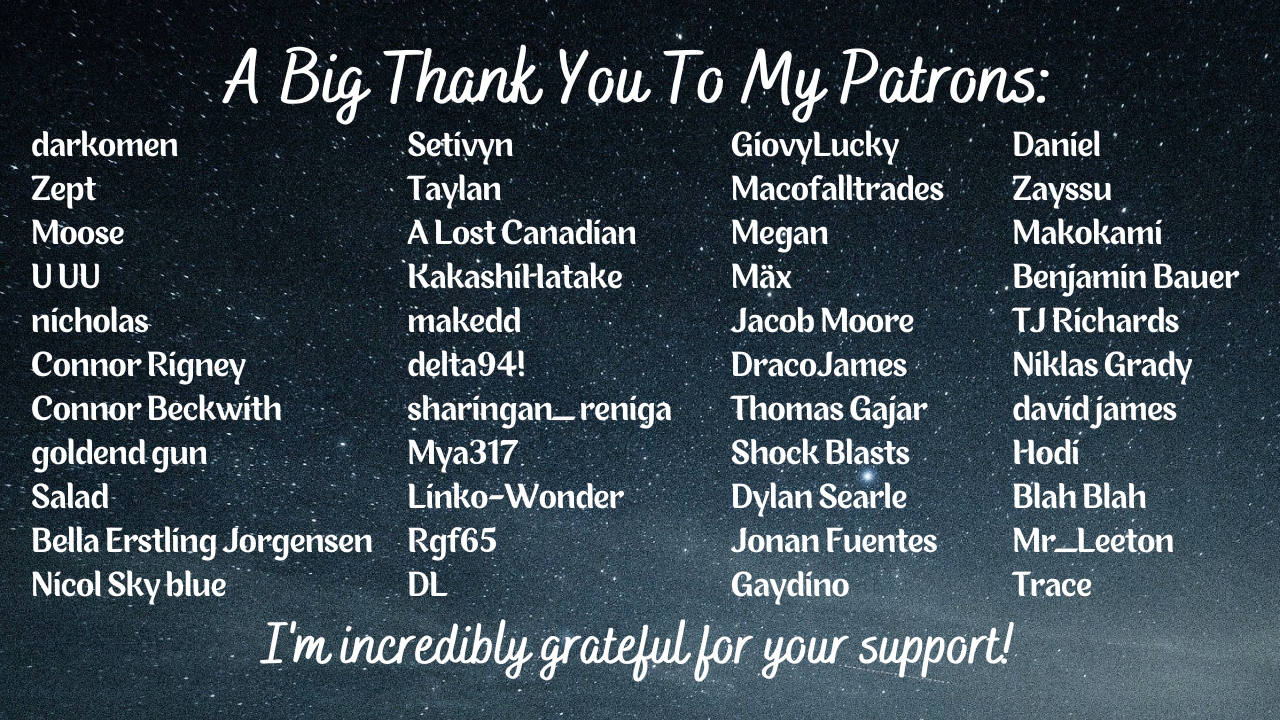 A Big Thank You To My Patrons:
darkomen
Zept
Moose
U UU
nicholas
Connor Rigney
Connor Beckwith
goldend gun
Salad
Bella Erstling Jorgensen
Nicol Sky blue
Setivyn
Taylan
A Lost Canadian
KakashiHatake
makedd
delta94!
sharingan_reniga
Mya317
Linko-Wonder
Rgf65
DL
GiovyLucky
Macofalltrades
Megan
Mäx
Jacob Moore
DracoJames
Thomas Gajar
Shock Blasts
Dylan Searle
Jonan Fuentes
Gaydino
Daniel
Zayssu
Makokami
Benjamin Bauer
TJ Richards
Niklas Grady
david james
Hodi
Blah Blah
Mr_Leeton
Trace
I'm incredibly grateful for your support!